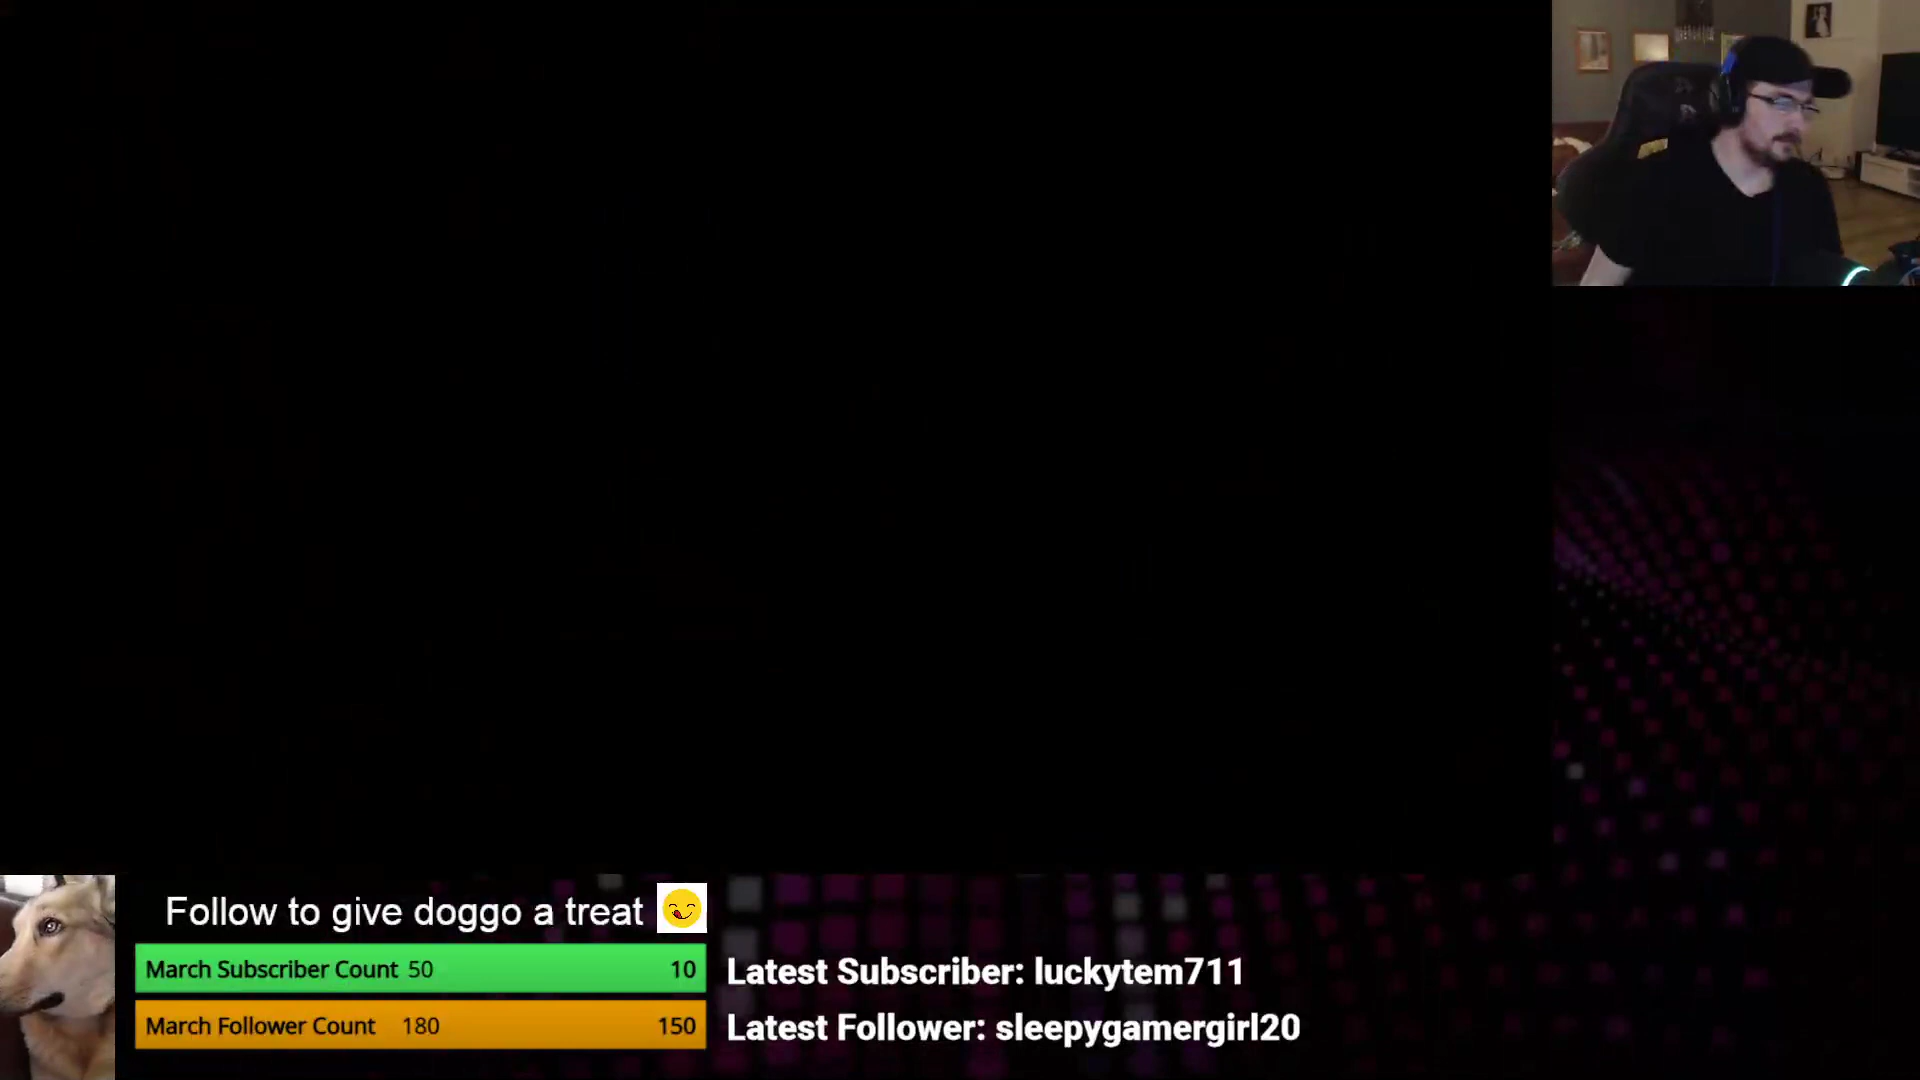 Follow to give doggo a treat
March Subscriber Count 50 10
Latest Subscriber: luckytem711
March Follower Count 180 150
Latest Follower: sleepygamergirl20